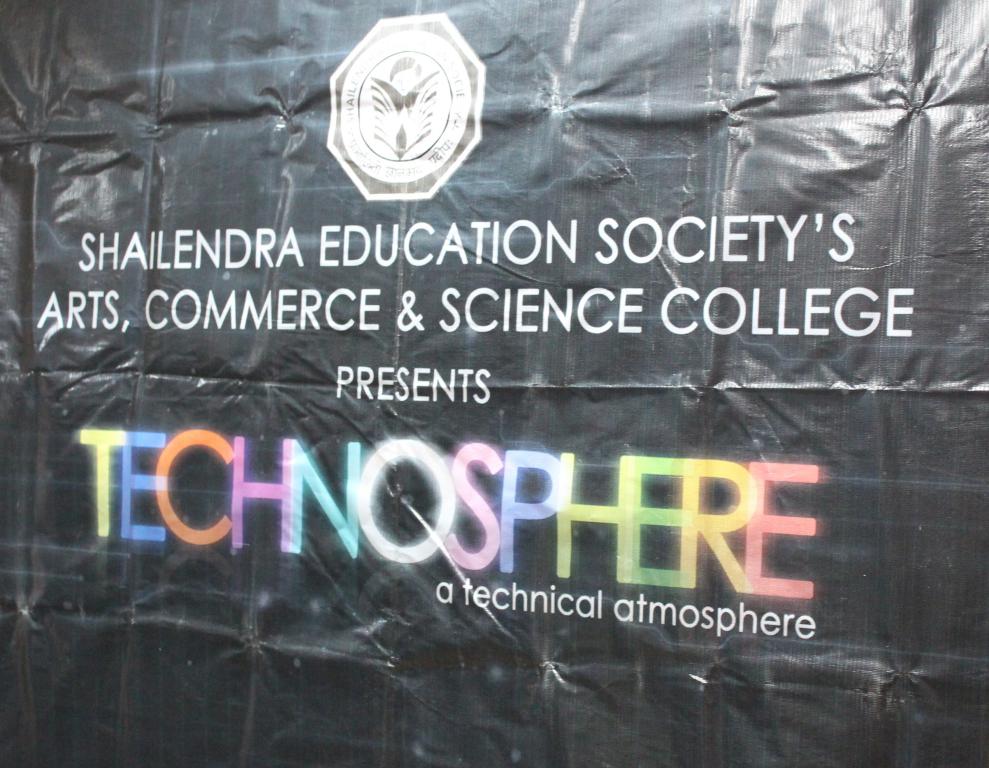 SHAILENDRA EDUCATION SOCIETY'S
ARTS, COMMERCE & SCIENCE COLLEGE
PRESENTS
TECHNOSPHERE
a technical atmosphere